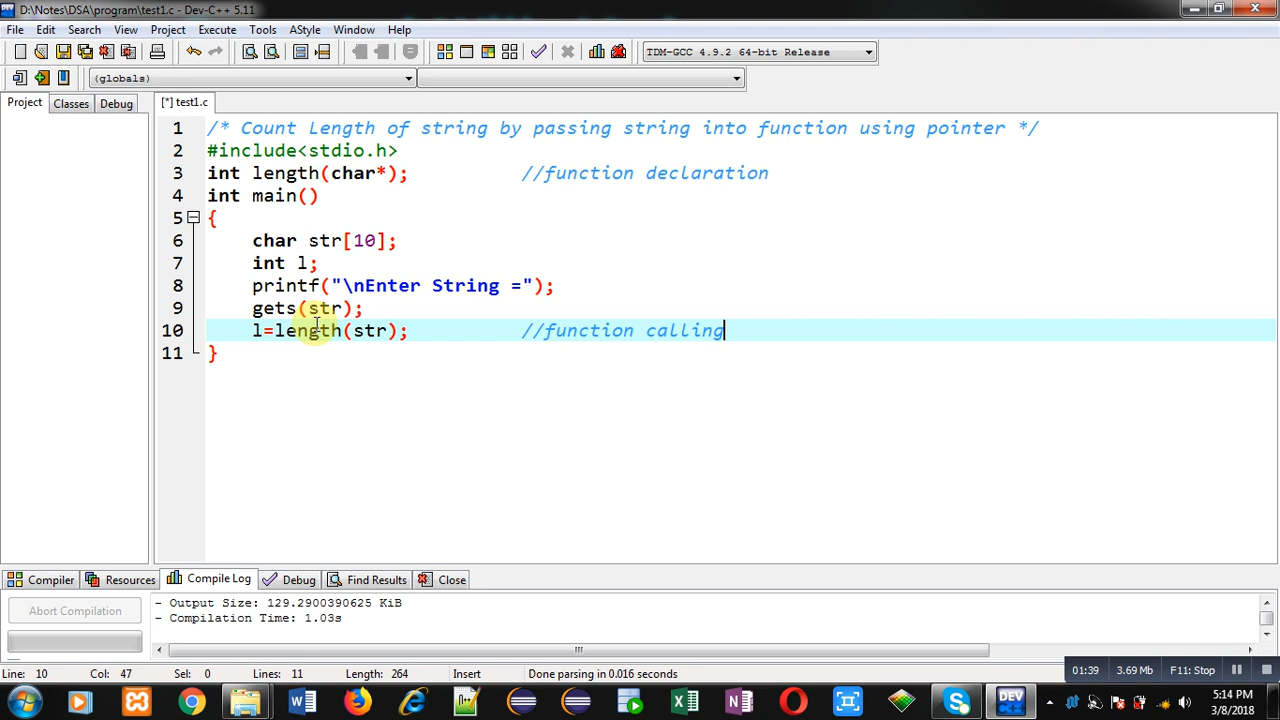 D:\Notes\DSA\program\test1.c - Dev-C++ 5.11
File Edit Search View Project Execute Tools AStyle Window Help
TDM-GCC 4.9.2 64-bit Release
(globals)
Project Classes Debug [*] test1.c
1 /* Count Length of string by passing string into function using pointer */
2 #include<stdio.h>
3 int length(char*); //function declaration
4 int main()
5 {
6 char str[10];
7 int l;
8 printf("\nEnter String =");
9 gets(str);
10 l=length(str); //function calling
11 }
Compiler Resources Compile Log Debug Find Results Close
Abort Compilation
- Output Size: 129.2900390625 KiB
- Compilation Time: 1.03s
Line: 10 Col: 47 Sel: 0 Lines: 11 Length: 264 Insert Done parsing in 0.016 seconds
01:39 3.69 Mb F11: Stop
5:14 PM
3/8/2018